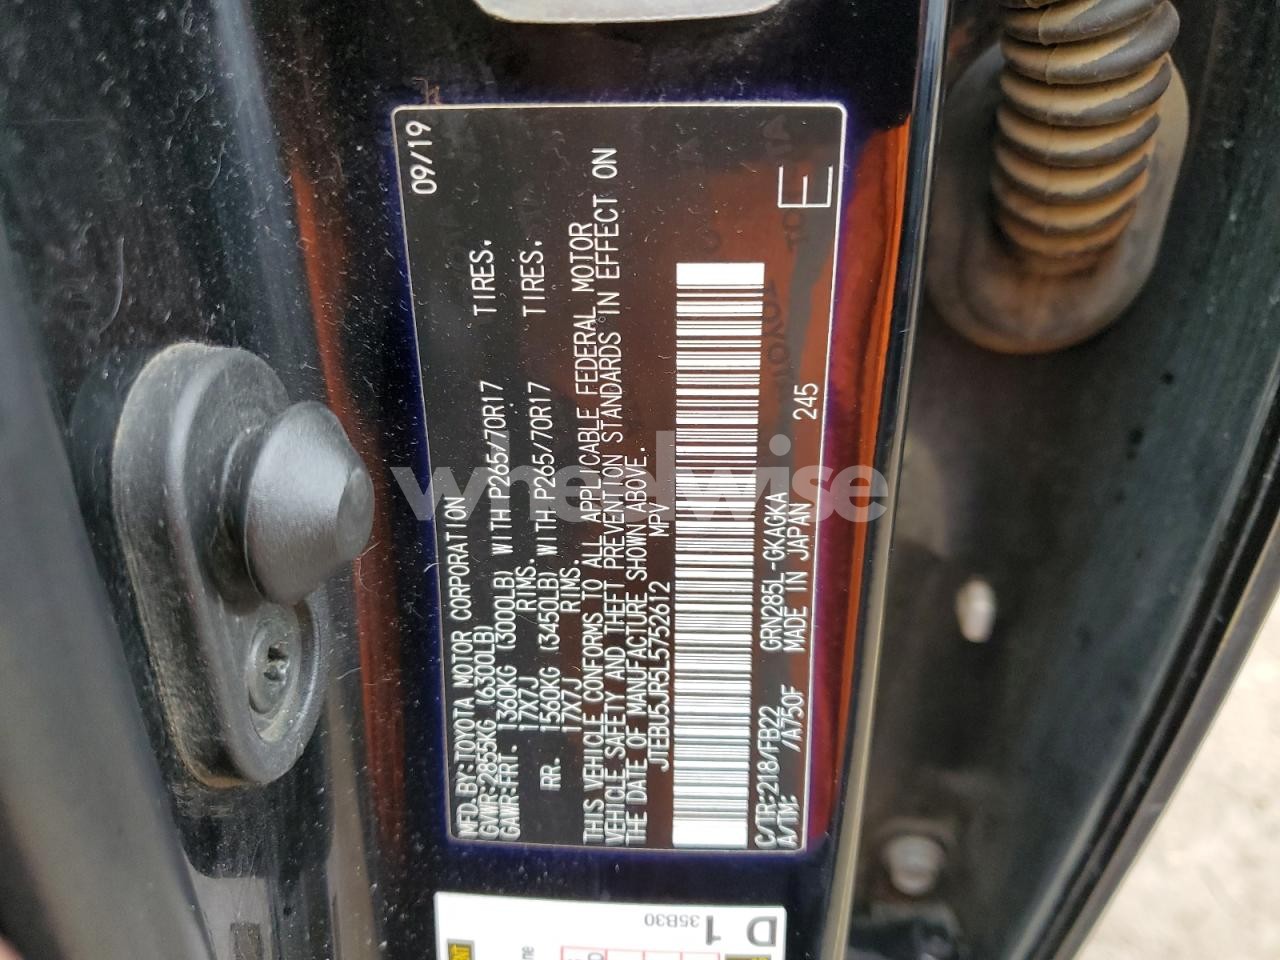 MFD. BY: TOYOTA MOTOR CORPORATION 09/19
GVWR: 2855KG (6300LB)
GAWR: FRT. 1360KG (3000LB) WITH P265/70R17 TIRES.
17X7J RIMS.
RR. 1560KG (3450LB) WITH P265/70R17 TIRES.
17X7J RIMS.
THIS VEHICLE CONFORMS TO ALL APPLICABLE FEDERAL MOTOR
VEHICLE SAFETY AND THEFT PREVENTION STANDARDS IN EFFECT ON
THE DATE OF MANUFACTURE SHOWN ABOVE.
JTEBU5JR5L5752612 MPV
C/TR: 218/FB22 GRN285L-GKAGKA 245
A/TM: /A750F MADE IN JAPAN
E
wheelwise
D
1
35B30